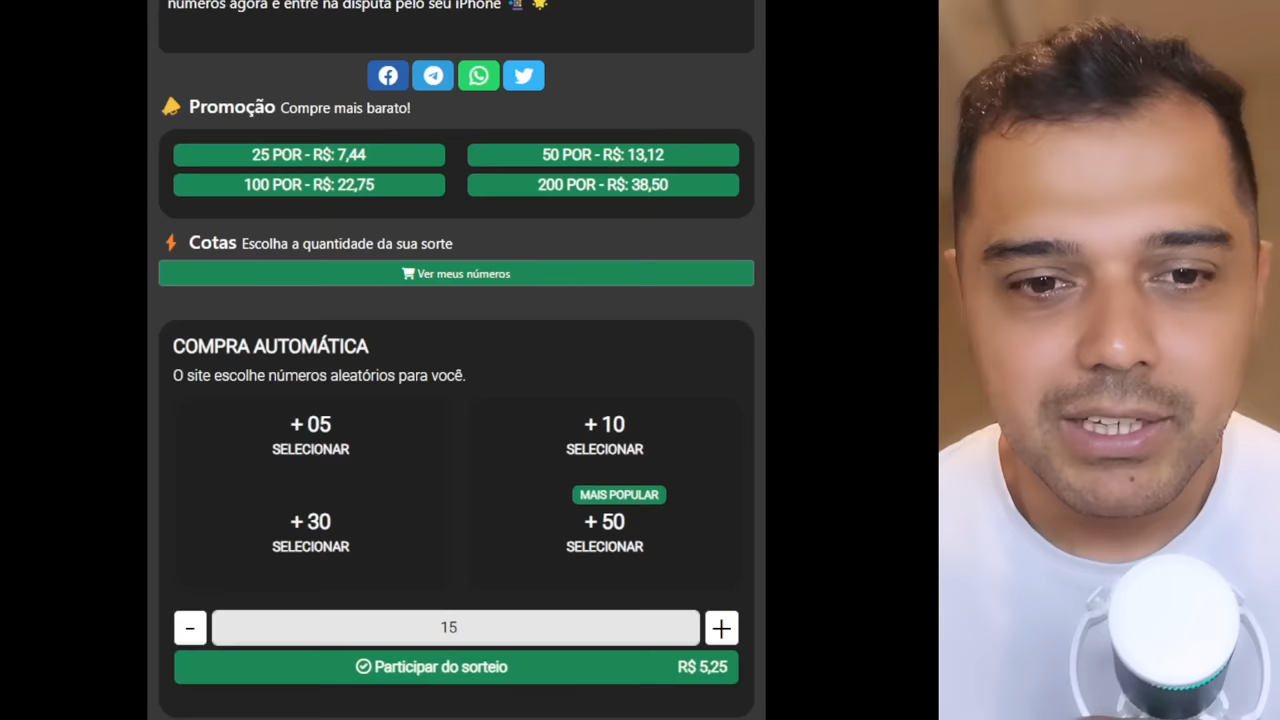 números agora e entre na disputa pelo seu iPhone
Promoção Compre mais barato!
25 POR - R$: 7,44
50 POR - R$: 13,12
100 POR - R$: 22,75
200 POR - R$: 38,50
Cotas Escolha a quantidade da sua sorte
Ver meus números
COMPRA AUTOMÁTICA
O site escolhe números aleatórios para você.
+ 05
SELECIONAR
+ 10
SELECIONAR
+ 30
SELECIONAR
MAIS POPULAR
+ 50
SELECIONAR
- 15 +
Participar do sorteio R$ 5,25